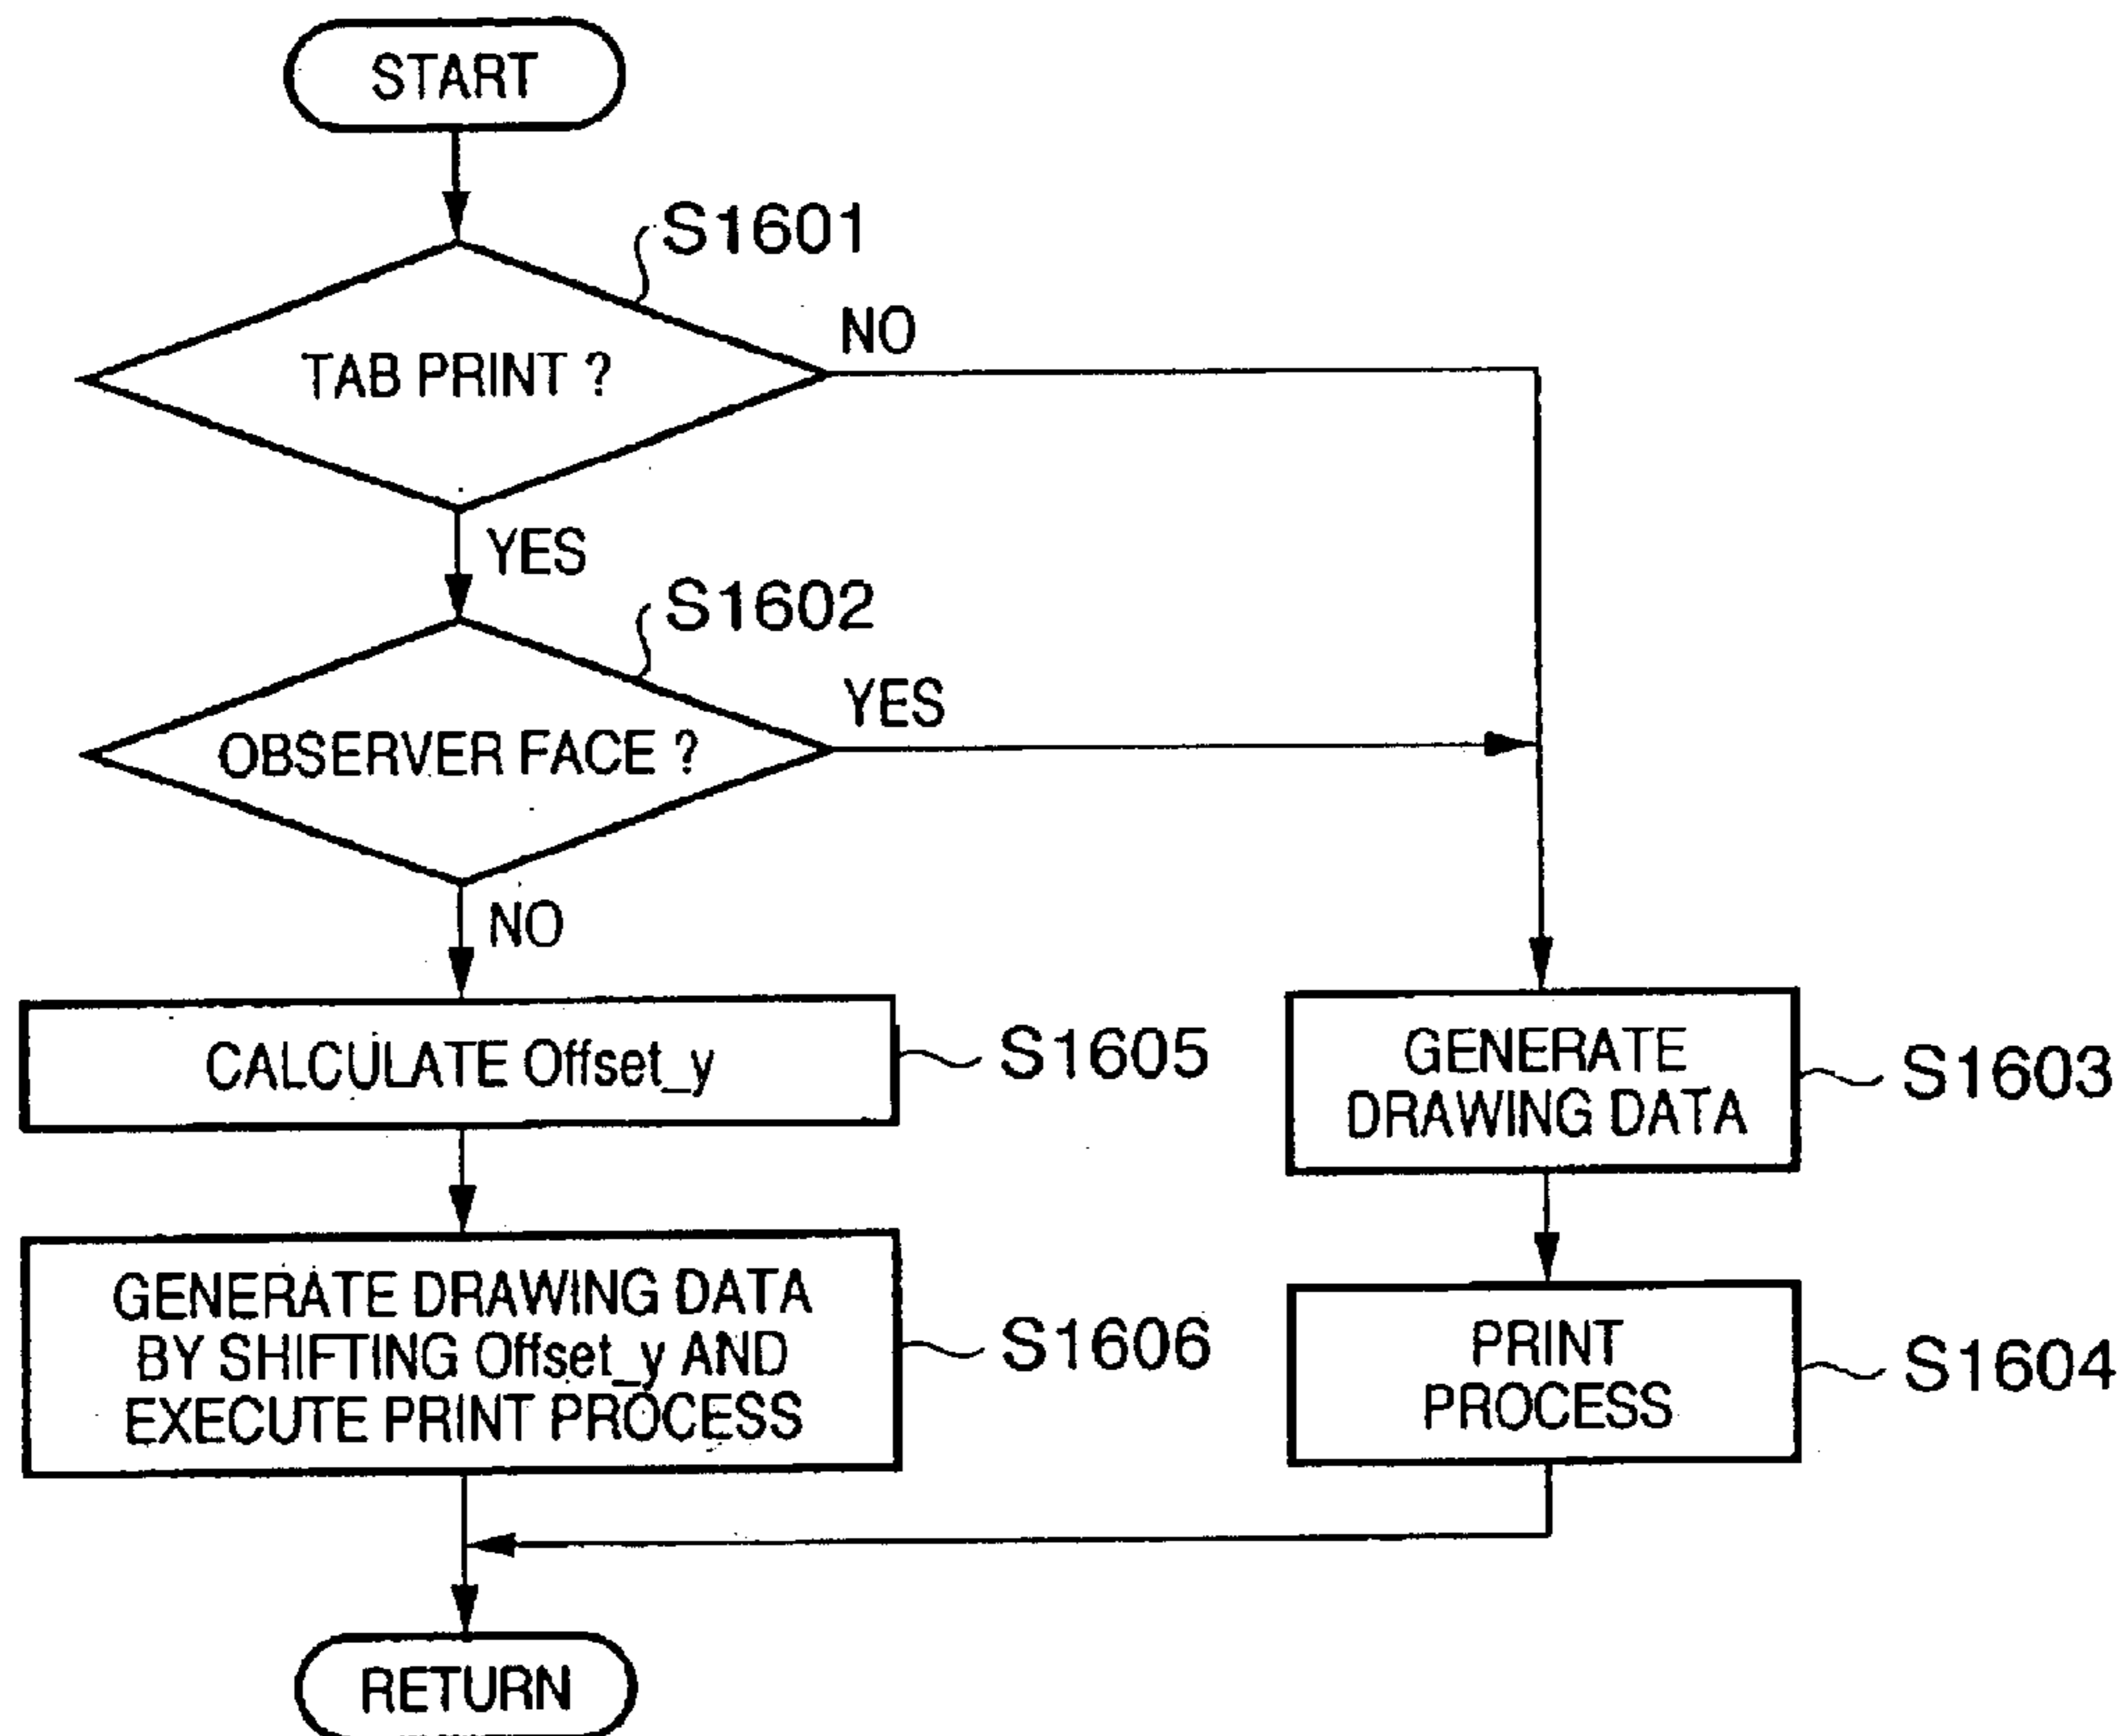 START
S1601
NO
TAB PRINT ?
YES
S1602
YES
OBSERVER FACE ?
NO
CALCULATE Offset_y
S1605
GENERATE
DRAWING DATA
S1603
GENERATE DRAWING DATA
BY SHIFTING Offset_y AND
EXECUTE PRINT PROCESS
S1606
PRINT
PROCESS
S1604
RETURN